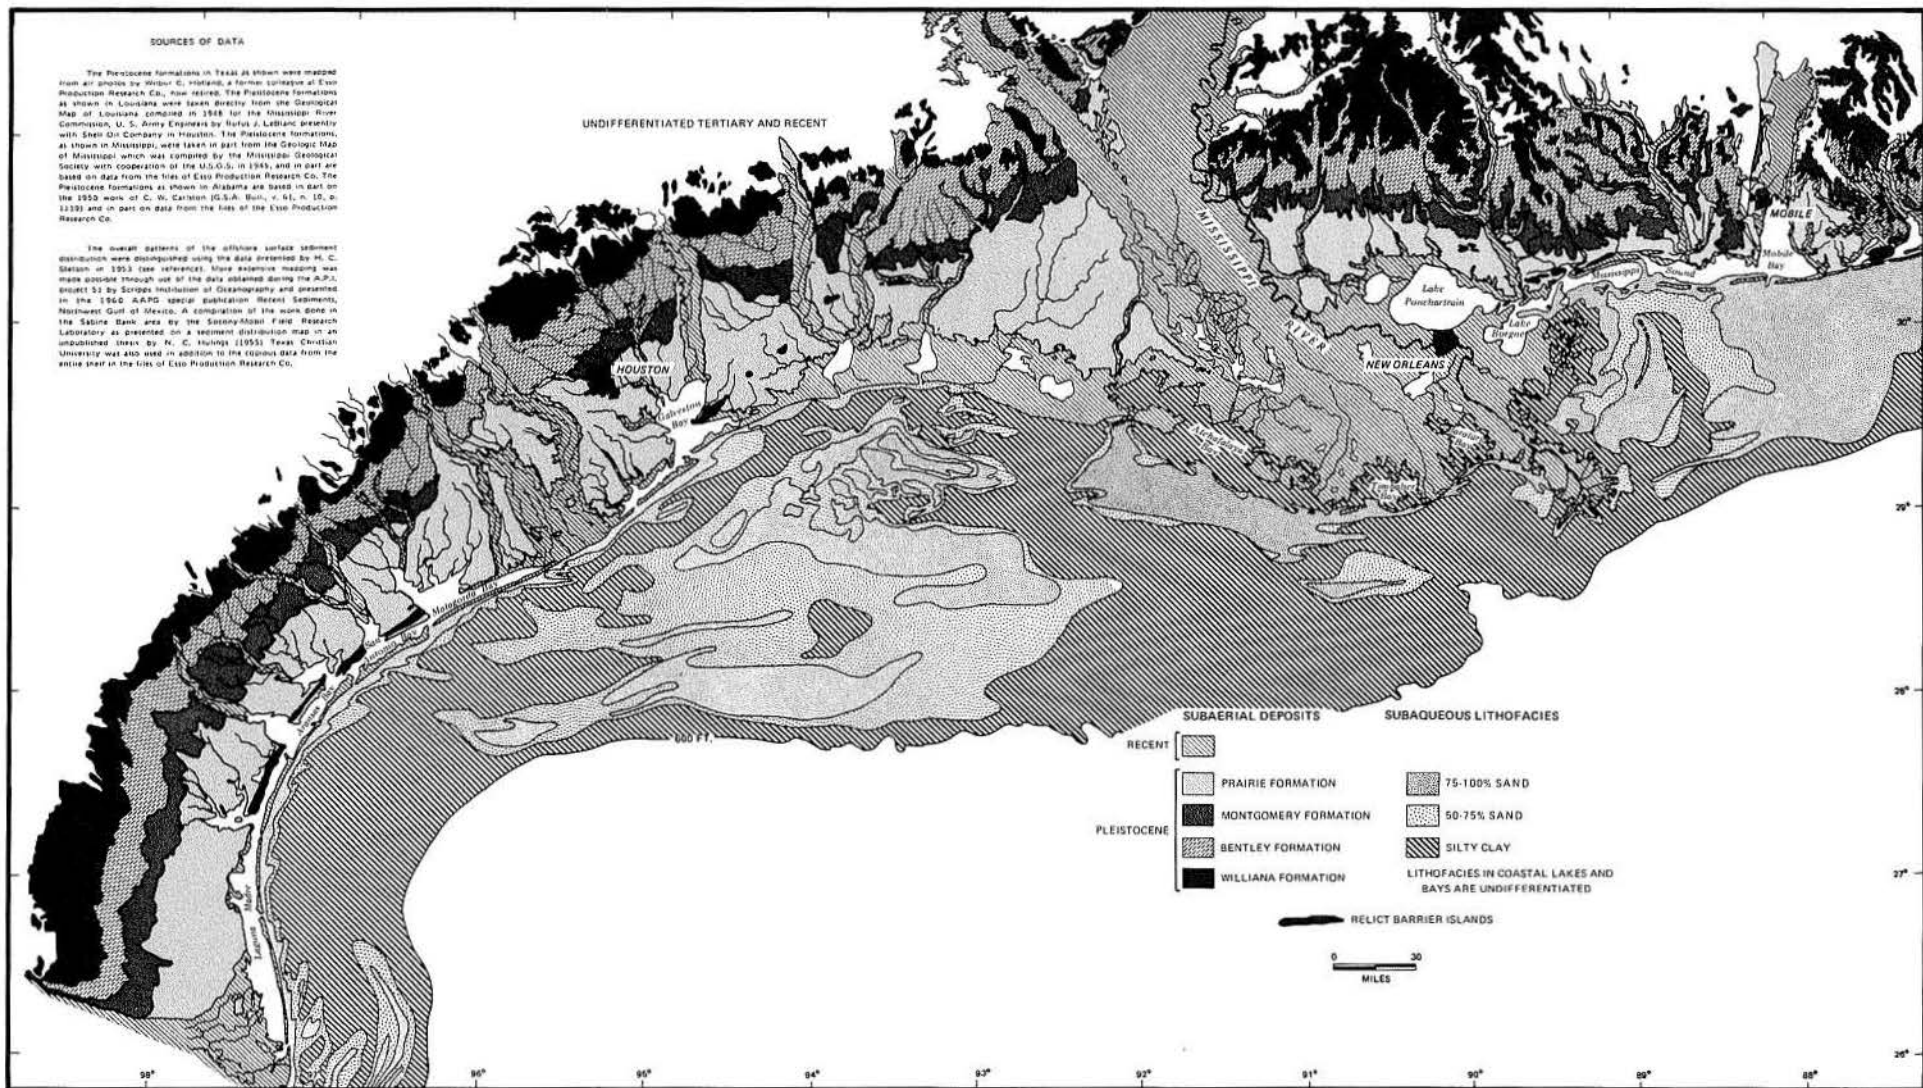 SOURCES OF DATA
The Pleistocene formations in Texas as shown were mapped
from air photos by Wilbur C. Holland, a former colleague at Esso
Production Research Co., now retired. The Pleistocene formations
as shown in Louisiana were taken directly from the Geological
Map of Louisiana compiled in 1948 for the Mississippi River
Commission, U. S. Army Engineers by Rufus J. LeBlanc presently
with Shell Oil Company in Houston. The Pleistocene formations,
as shown in Mississippi, were taken in part from the Geologic Map
of Mississippi which was compiled by the Mississippi Geological
Society with cooperation of the U.S.G.S. in 1945, and in part are
based on data from the files of Esso Production Research Co. The
Pleistocene formations as shown in Alabama are based in part on
the 1950 work of C. W. Carlston (G.S.A. Bull., v. 61, n. 10, p.
1119) and in part on data from the files of the Esso Production
Research Co.
The overall patterns of the offshore surface sediment
distribution were distinguished using the data presented by H. C.
Stetson in 1953 (see reference). More extensive mapping was
made possible through use of the data obtained during the A.P.I.
project 51 by Scripps Institution of Oceanography and presented
in the 1960 AAPG special publication Recent Sediments,
Northwest Gulf of Mexico. A compilation of the work done in
the Sabine Bank area by the Socony-Mobil Field Research
Laboratory as presented on a sediment distribution map in an
unpublished thesis by N. C. Hulings (1955) Texas Christian
University was also used in addition to the copious data from the
entire shelf in the files of Esso Production Research Co.
UNDIFFERENTIATED TERTIARY AND RECENT
MISSISSIPPI
RIVER
MOBILE
Mobile
Bay
Mississippi Sound
Lake
Ponchartrain
Lake
Borgne
30°
HOUSTON
NEW ORLEANS
Galveston
Bay
Atchafalaya
Bay
Barataria
Bay
Timbalier
Bay
29°
Matagorda Bay
San
Antonio Bay
Aransas Bay
28°
600 FT.
Laguna Madre
SUBAERIAL DEPOSITS
SUBAQUEOUS LITHOFACIES
RECENT
PLEISTOCENE
PRAIRIE FORMATION
75-100% SAND
MONTGOMERY FORMATION
50-75% SAND
BENTLEY FORMATION
SILTY CLAY
WILLIANA FORMATION
LITHOFACIES IN COASTAL LAKES AND
BAYS ARE UNDIFFERENTIATED
27°
RELICT BARRIER ISLANDS
0 30
MILES
26°
98° 96° 95° 94° 93° 92° 91° 90° 89° 88°